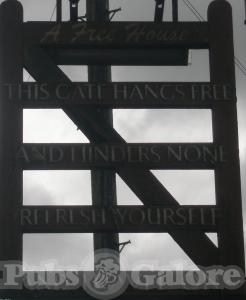 A Free House
THIS GATE HANGS FREE
AND HINDERS NONE
REFRESH YOURSELF
Pubs Galore